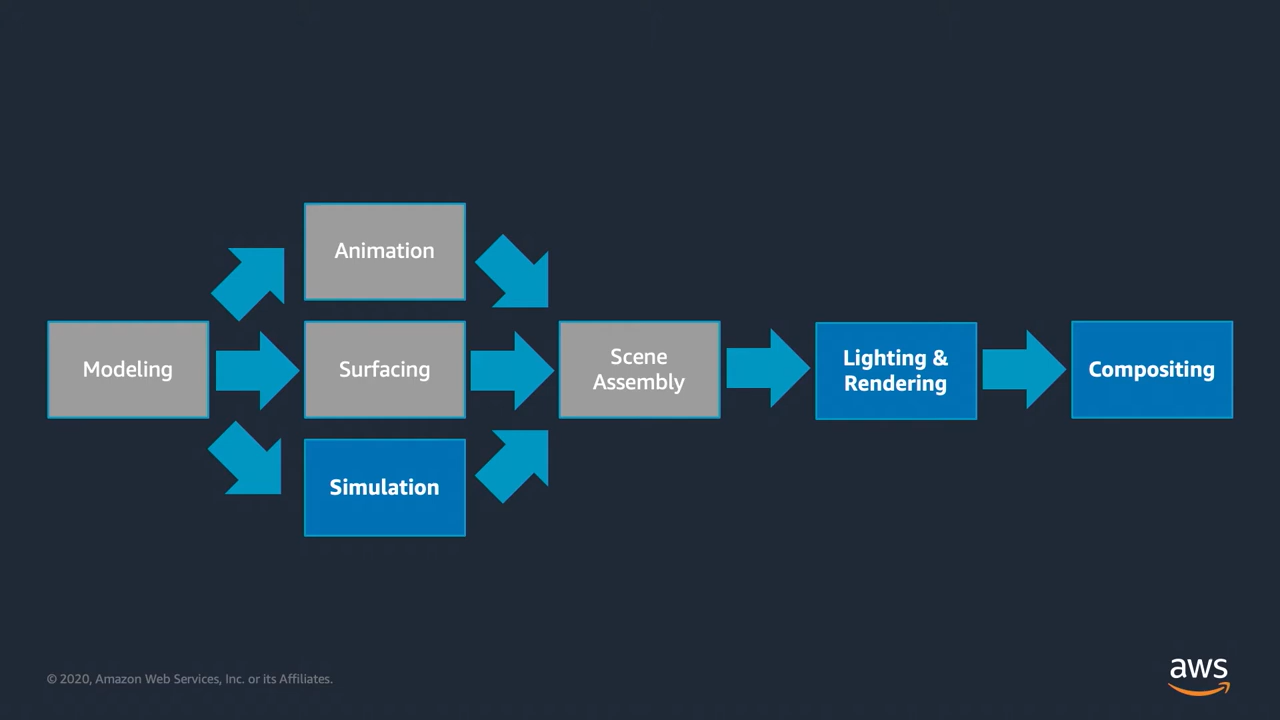 Animation
Modeling
Surfacing
Scene
Assembly
Lighting &
Rendering
Compositing
Simulation
© 2020, Amazon Web Services, Inc. or its Affiliates.
aws